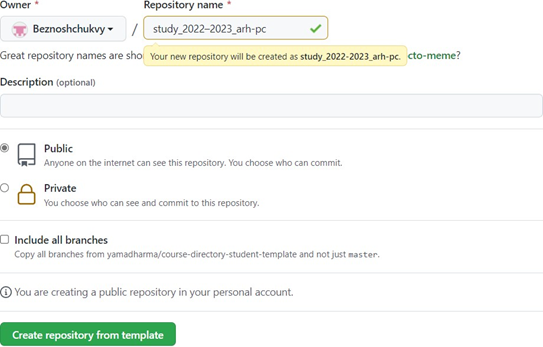 Owner * Repository name *
Beznoshchukvy / study_2022–2023_arh-pc
Great repository names are sho cto-meme?
Your new repository will be created as study_2022-2023_arh-pc.
Description (optional)
Public
Anyone on the internet can see this repository. You choose who can commit.
Private
You choose who can see and commit to this repository.
Include all branches
Copy all branches from yamadharma/course-directory-student-template and not just master.
You are creating a public repository in your personal account.
Create repository from template